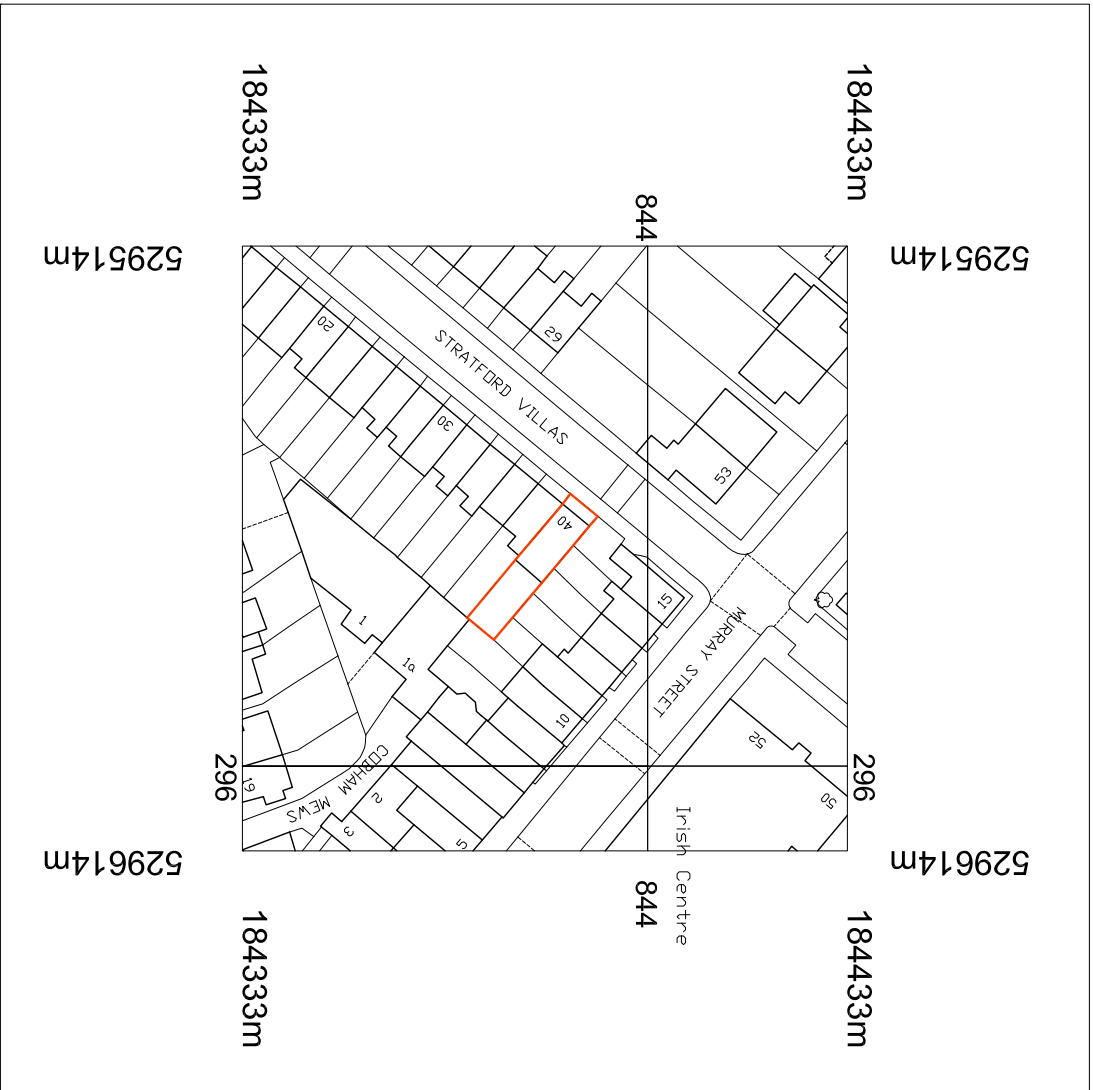 184333m
184433m
844
529514m
529514m
20
29
STRATFORD VILLAS
30
53
40
15
MURRAY STREET
1
1a
10
52
296
296
COBHAM MEWS
19
2
3
5
50
Irish Centre
529614m
529614m
844
184333m
184433m